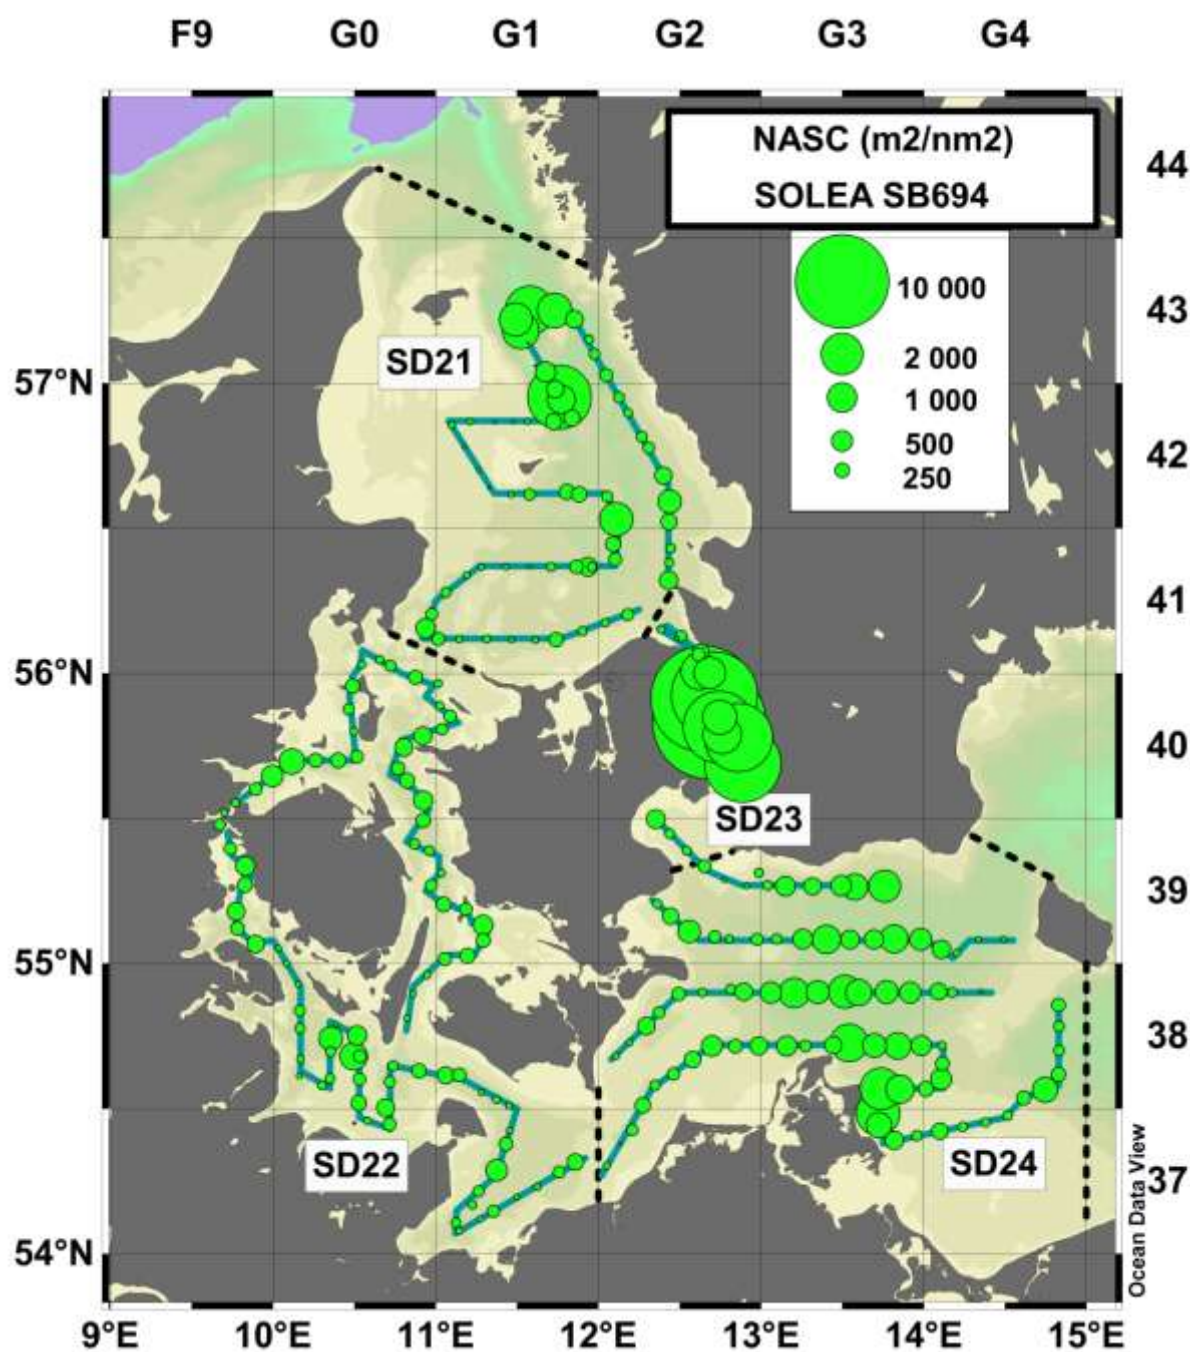 F9 G0 G1 G2 G3 G4
NASC (m2/nm2)
SOLEA SB694
44
10 000
43
2 000
SD21
57°N
1 000
500
42
250
41
56°N
40
SD23
39
55°N
38
SD22
SD24
37
54°N
Ocean Data View
9°E 10°E 11°E 12°E 13°E 14°E 15°E